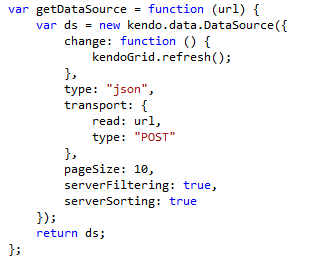 var getDataSource = function (url) {
    var ds = new kendo.data.DataSource({
        change: function () {
            kendoGrid.refresh();
        },
        type: "json",
        transport: {
            read: url,
            type: "POST"
        },
        pageSize: 10,
        serverFiltering: true,
        serverSorting: true
    });
    return ds;
};